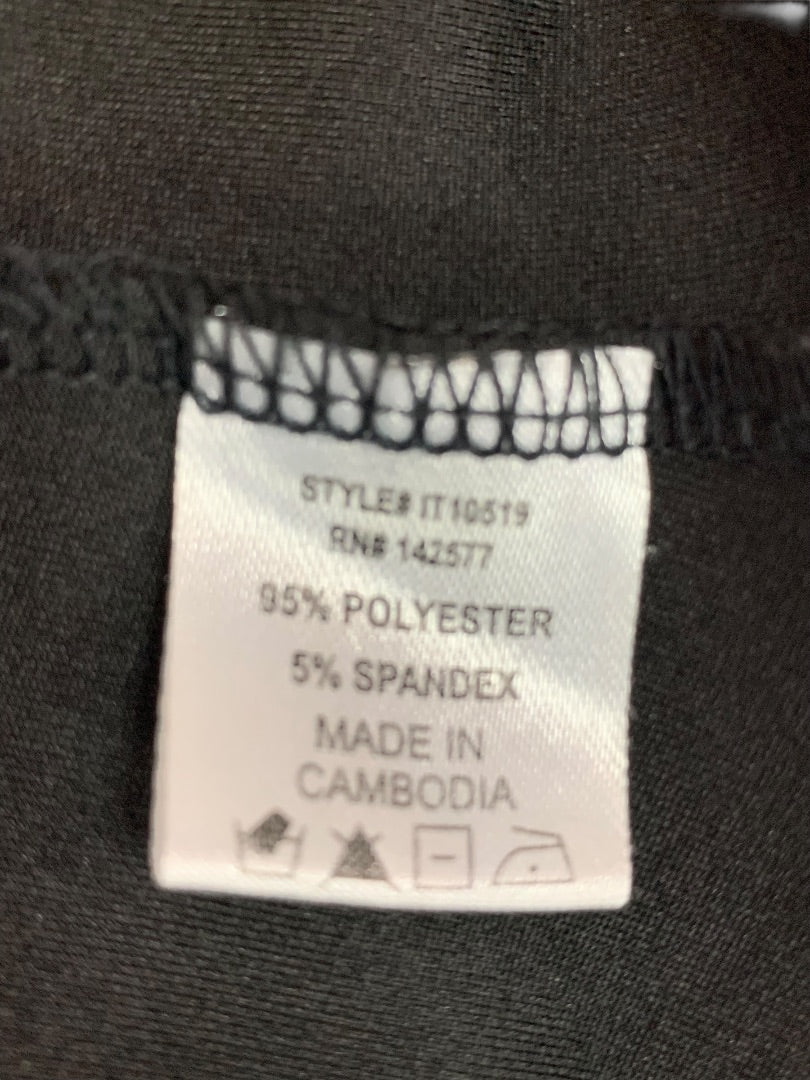 STYLE# IT10519
RN# 142577
95% POLYESTER
5% SPANDEX
MADE IN
CAMBODIA